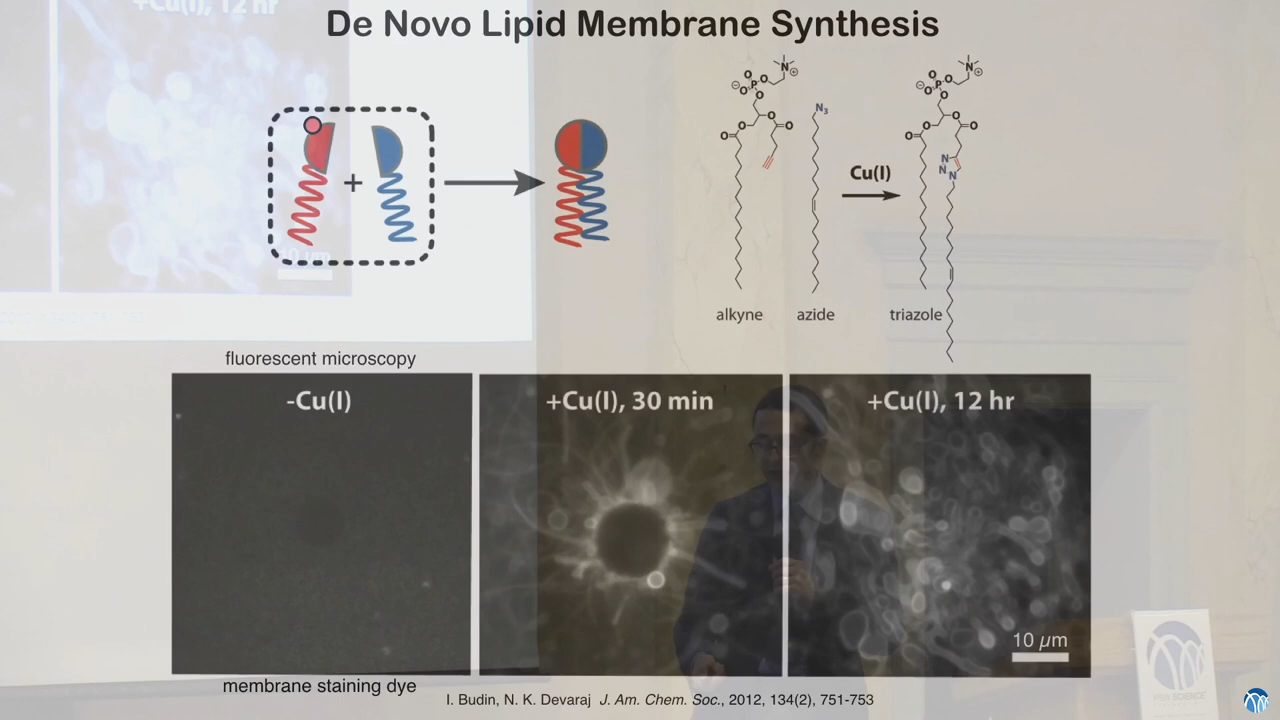 +Cu(I), 12 hr
De Novo Lipid Membrane Synthesis
+
Cu(I)
alkyne
azide
triazole
fluorescent microscopy
-Cu(I)
+Cu(I), 30 min
+Cu(I), 12 hr
10 µm
membrane staining dye
I. Budin, N. K. Devaraj J. Am. Chem. Soc., 2012, 134(2), 751-753